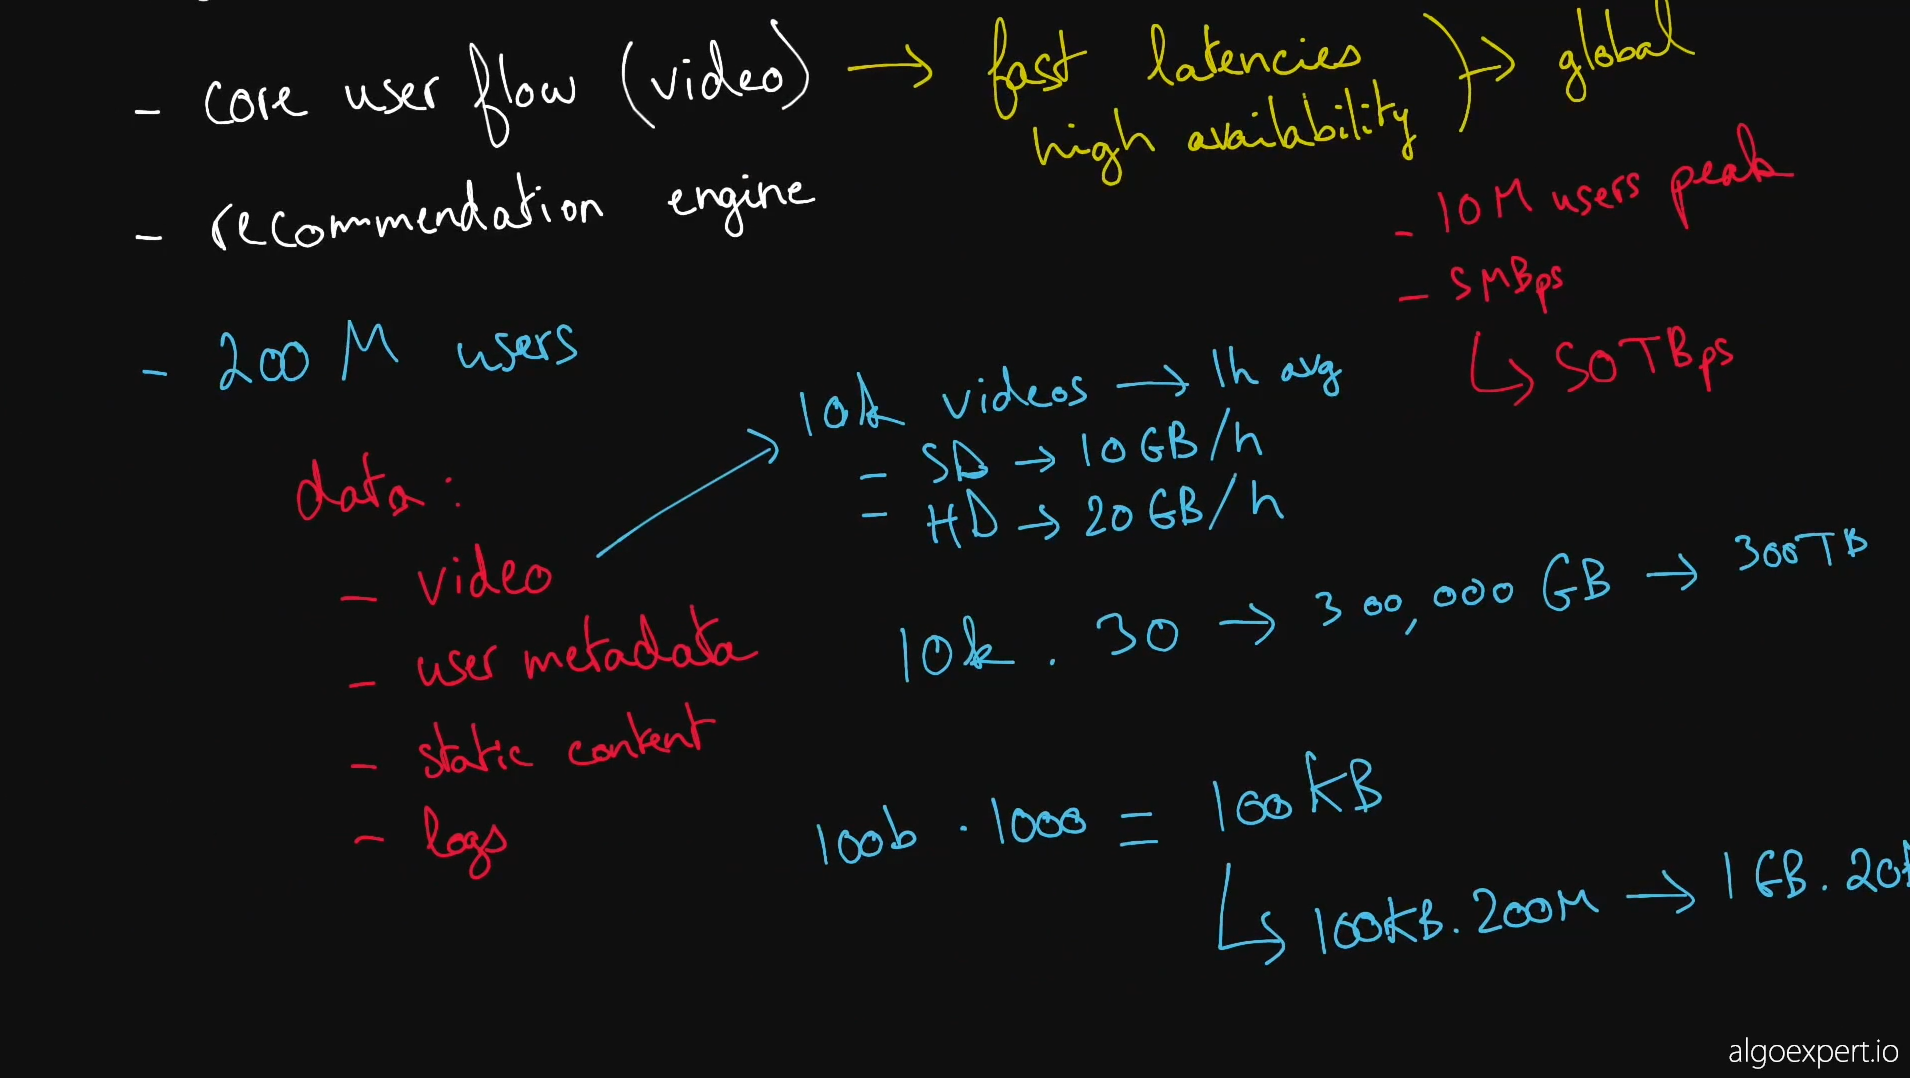 - core user flow (video) → fast latencies
high availability → global
- recommendation engine
- 10M users peak
- 5MBps
↳ 50TBps
- 200M users
10k videos → 1h avg
- SD → 10GB/h
- HD → 20GB/h
data:
- video
- user metadata
- static content
- logs
10k . 30 → 300,000 GB → 300TB
100b . 1000 = 100KB
↳ 100KB . 200M → 1GB .
algoexpert.io